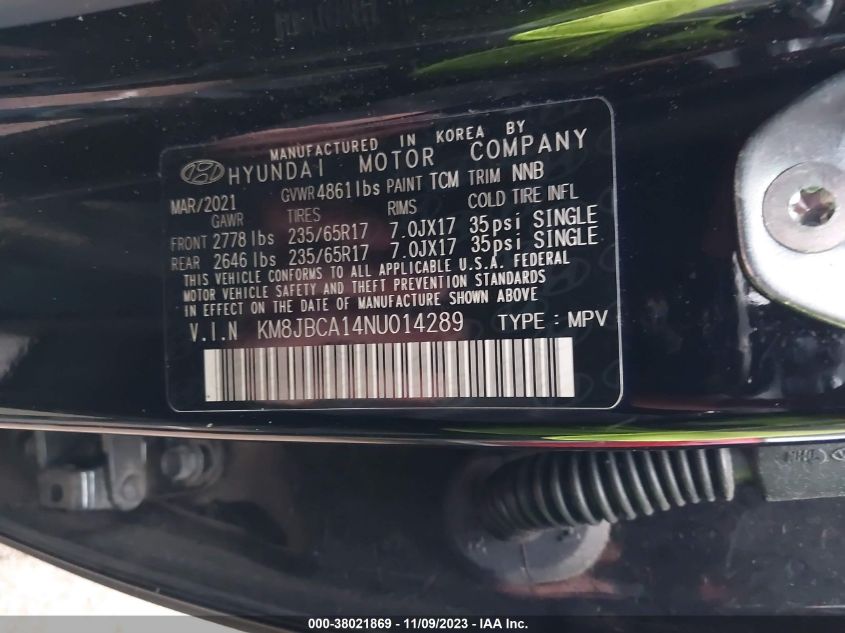 MANUFACTURED IN KOREA BY
HYUNDAI MOTOR COMPANY
MAR/2021 GVWR 4861lbs PAINT TCM TRIM NNB
GAWR TIRES RIMS COLD TIRE INFL
FRONT 2778 lbs 235/65R17 7.0JX17 35psi SINGLE
REAR 2646 lbs 235/65R17 7.0JX17 35psi SINGLE
THIS VEHICLE CONFORMS TO ALL APPLICABLE U.S.A. FEDERAL
MOTOR VEHICLE SAFETY AND THEFT PREVENTION STANDARDS
IN EFFECT ON THE DATE OF MANUFACTURE SHOWN ABOVE
V.I.N KM8JBCA14NU014289 TYPE : MPV
000-38021869 - 11/09/2023 - IAA Inc.